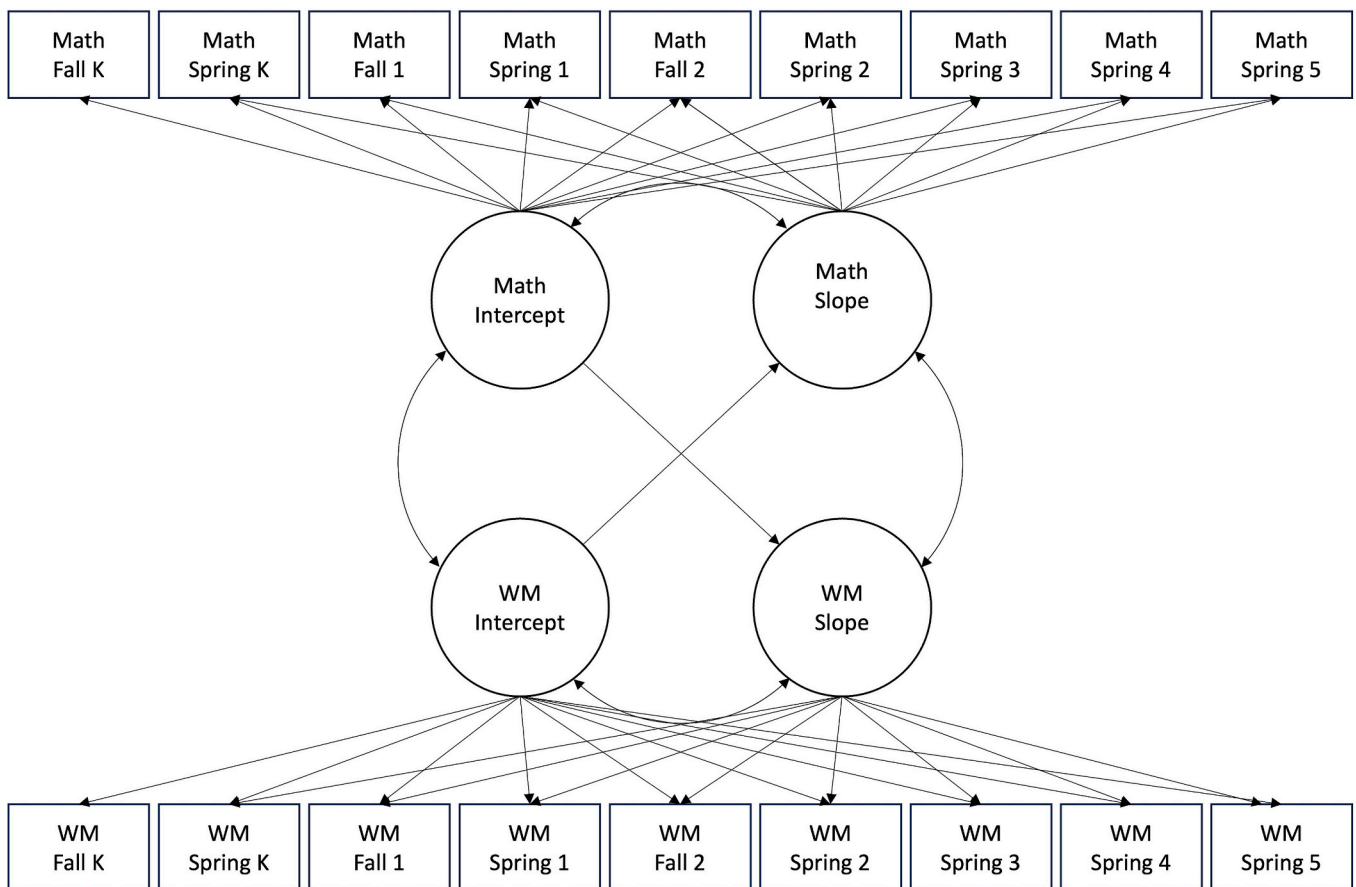 Math
Fall K
Math
Spring K
Math
Fall 1
Math
Spring 1
Math
Fall 2
Math
Spring 2
Math
Spring 3
Math
Spring 4
Math
Spring 5
Math
Intercept
Math
Slope
WM
Intercept
WM
Slope
WM
Fall K
WM
Spring K
WM
Fall 1
WM
Spring 1
WM
Fall 2
WM
Spring 2
WM
Spring 3
WM
Spring 4
WM
Spring 5